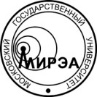 МОСКОВСКИЙ ГОСУДАРСТВЕННЫЙ УНИВЕРСИТЕТ
МИРЭА